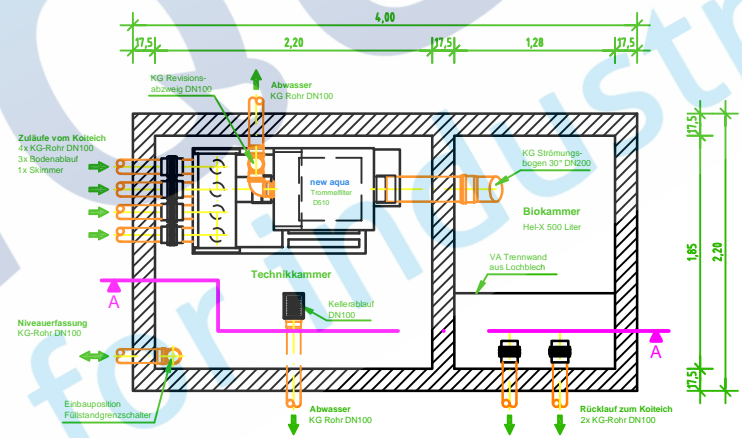 4,00
17,5
2,20
17,5
1,28
17,5
KG Revisions-
abzweig DN100
Abwasser
KG Rohr DN100
Zuläufe vom Koiteich
4x KG-Rohr DN100
3x Bodenablauf
1x Skimmer
new aqua
Trommelfilter
D510
KG Strömungs-
bogen 30° DN200
Biokammer
Hel-X 500 Liter
17,5
1,85
2,20
17,5
VA Trennwand
aus Lochblech
Technikkammer
Kellerablauf
DN100
A
A
Niveauerfassung
KG-Rohr DN100
Einbauposition
Füllstandgrenzschalter
Abwasser
KG Rohr DN100
Rücklauf zum Koiteich
2x KG-Rohr DN100
for industr